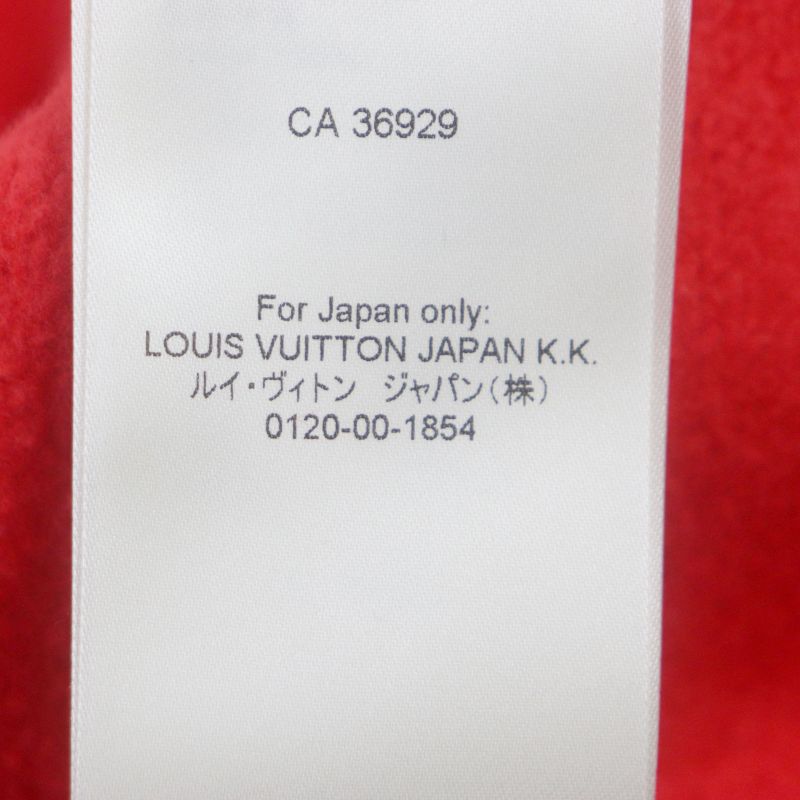 CA 36929
For Japan only:
LOUIS VUITTON JAPAN K.K.
ルイ・ヴィトン　ジャパン(株)
0120-00-1854